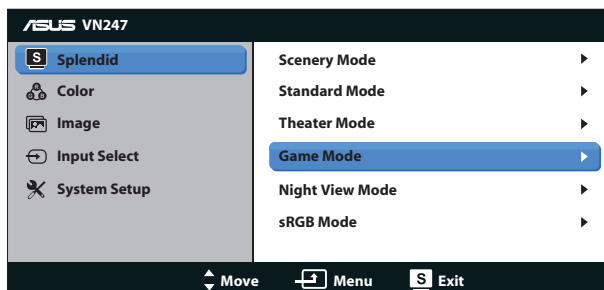 ASUS VN247
S Splendid
Color
Image
Input Select
System Setup
Scenery Mode
Standard Mode
Theater Mode
Game Mode
Night View Mode
sRGB Mode
Move Menu S Exit